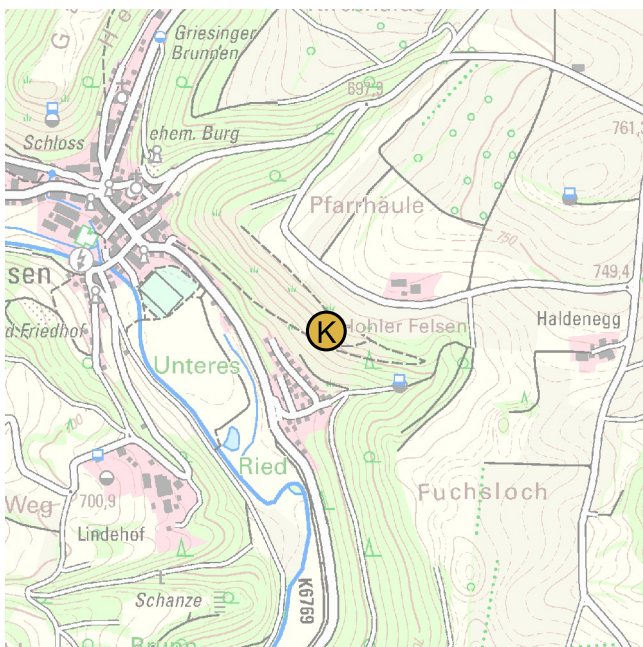 Griesinger
Brunnen
697,9
761,3
Schloss
ehem. Burg
Pfarrhäule
750
749,4
sen
K
Hohler Felsen
Haldenegg
d.Friedhof
Unteres
Ried
Weg
700,9
Fuchsloch
Lindehof
K6769
Schanze